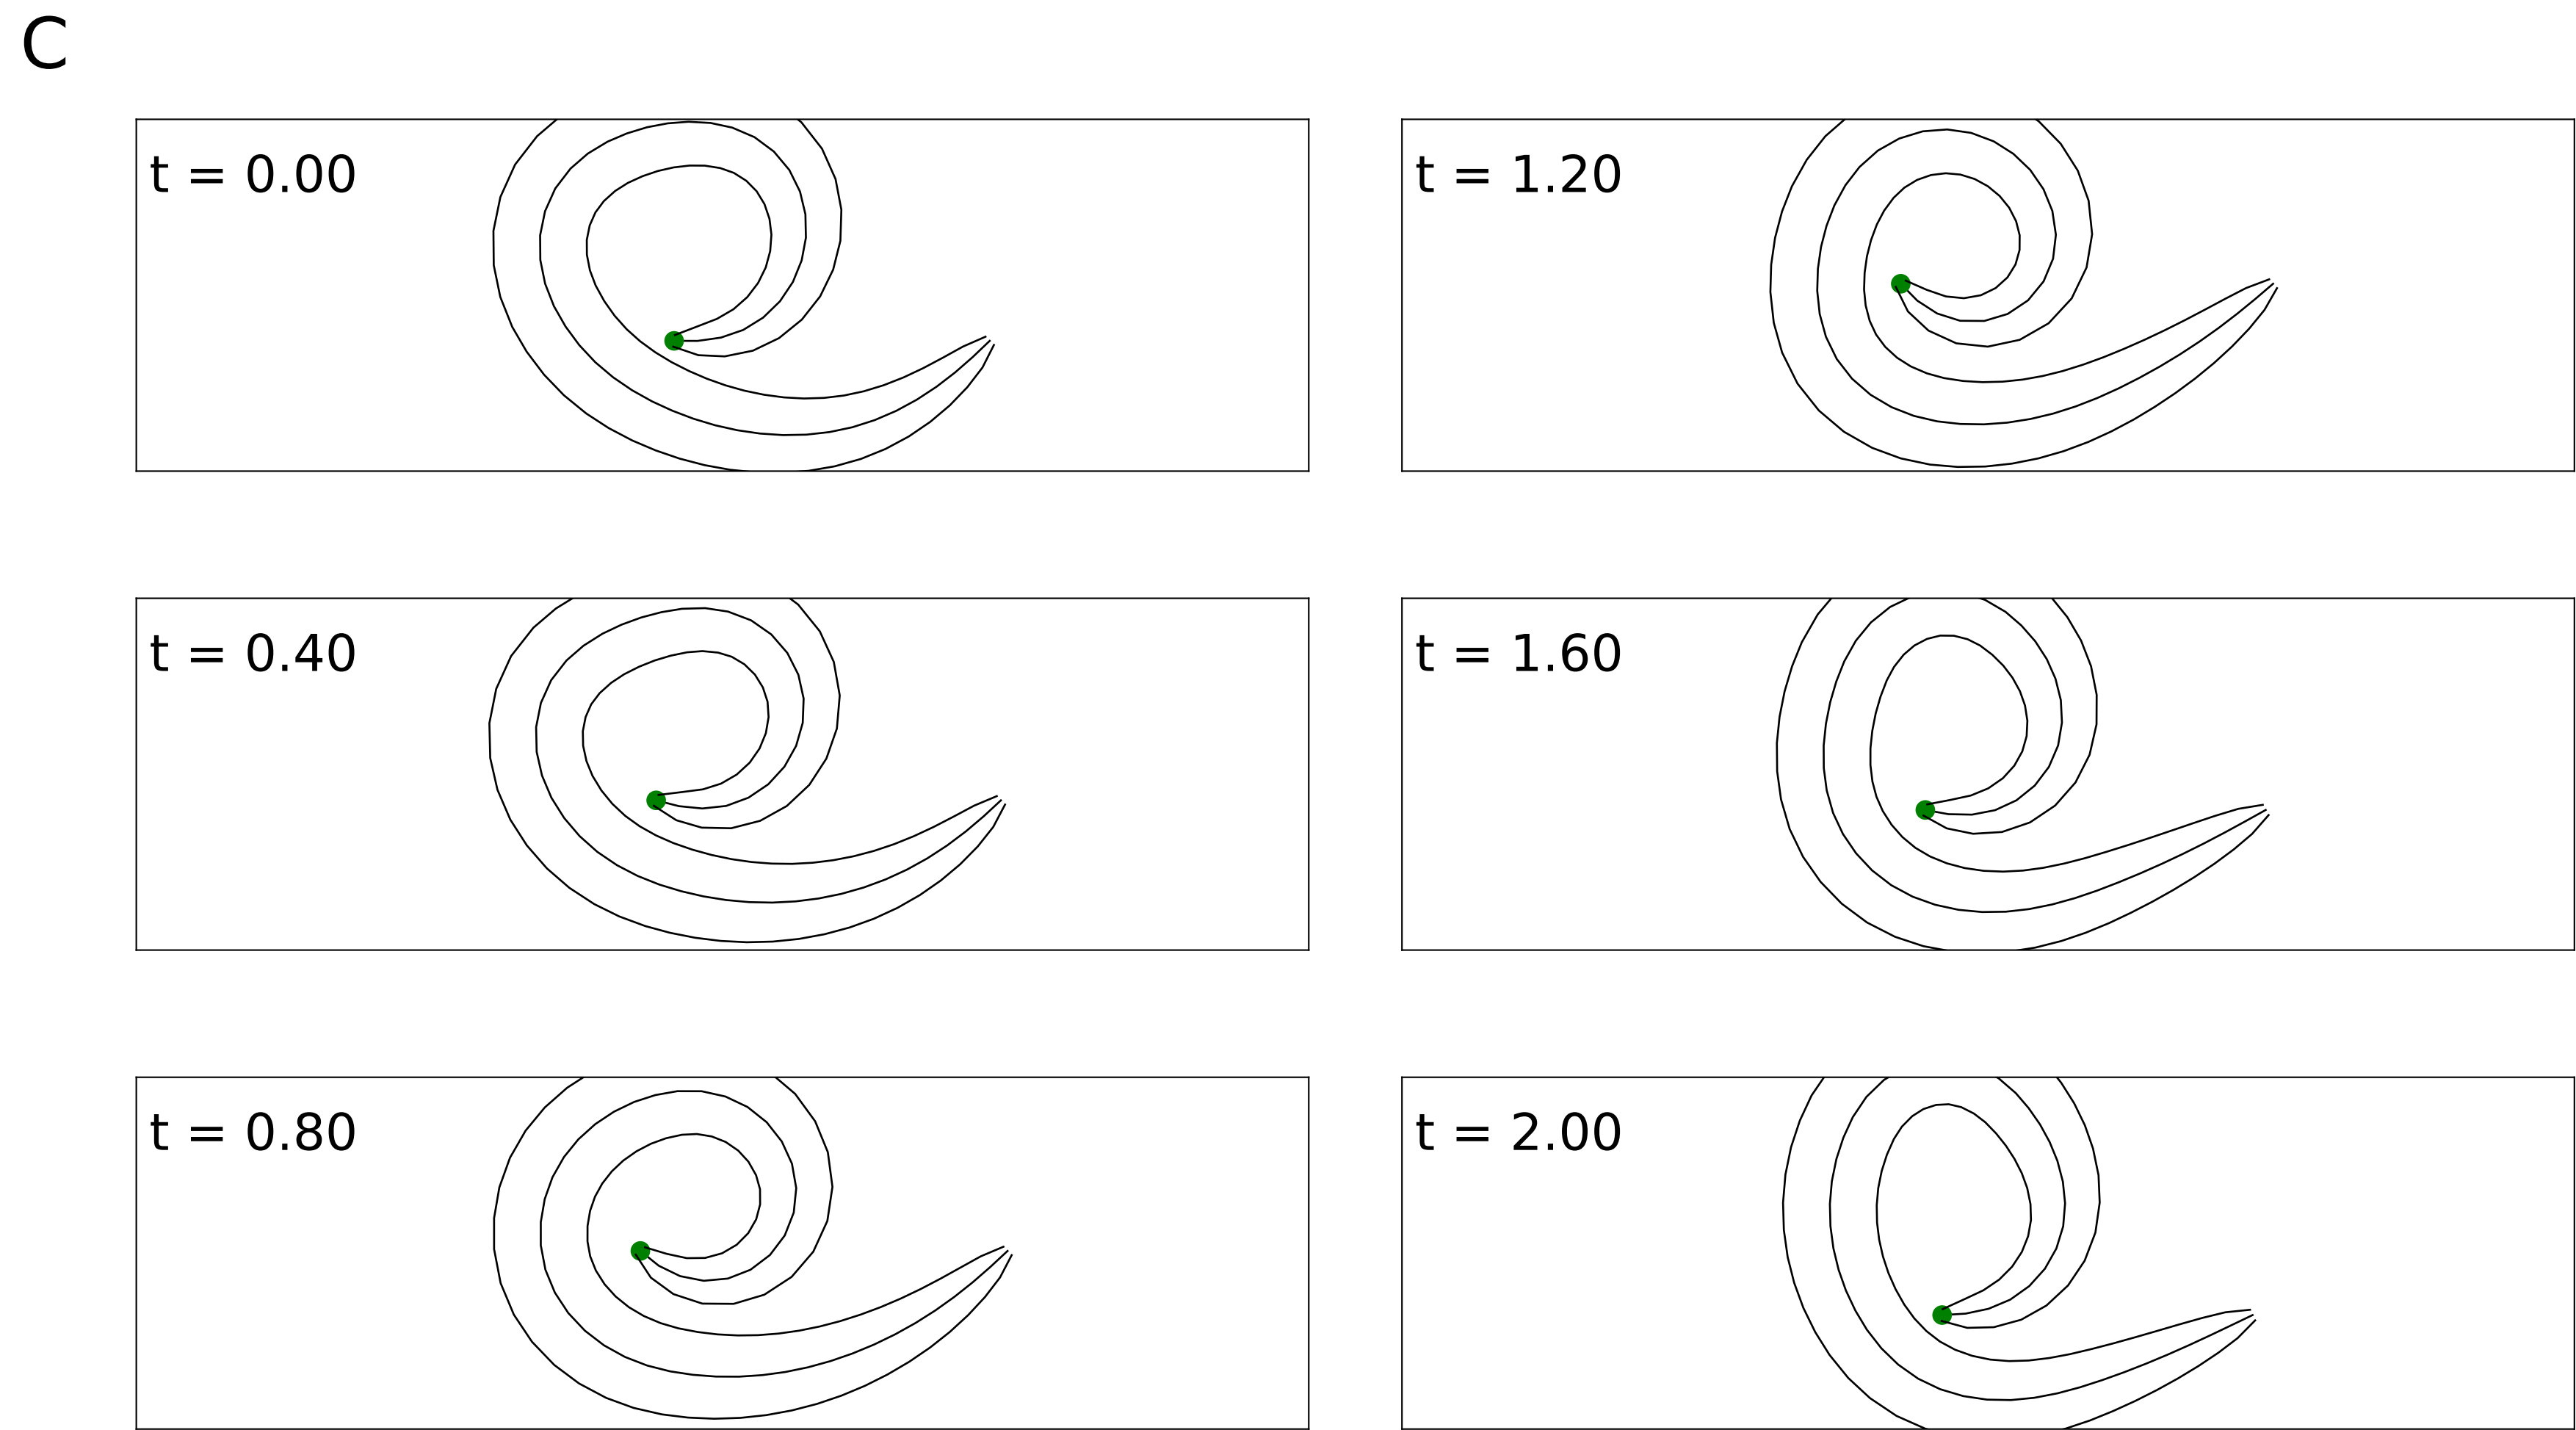 C
t = 0.00
t = 1.20
t = 0.40
t = 1.60
t = 0.80
t = 2.00